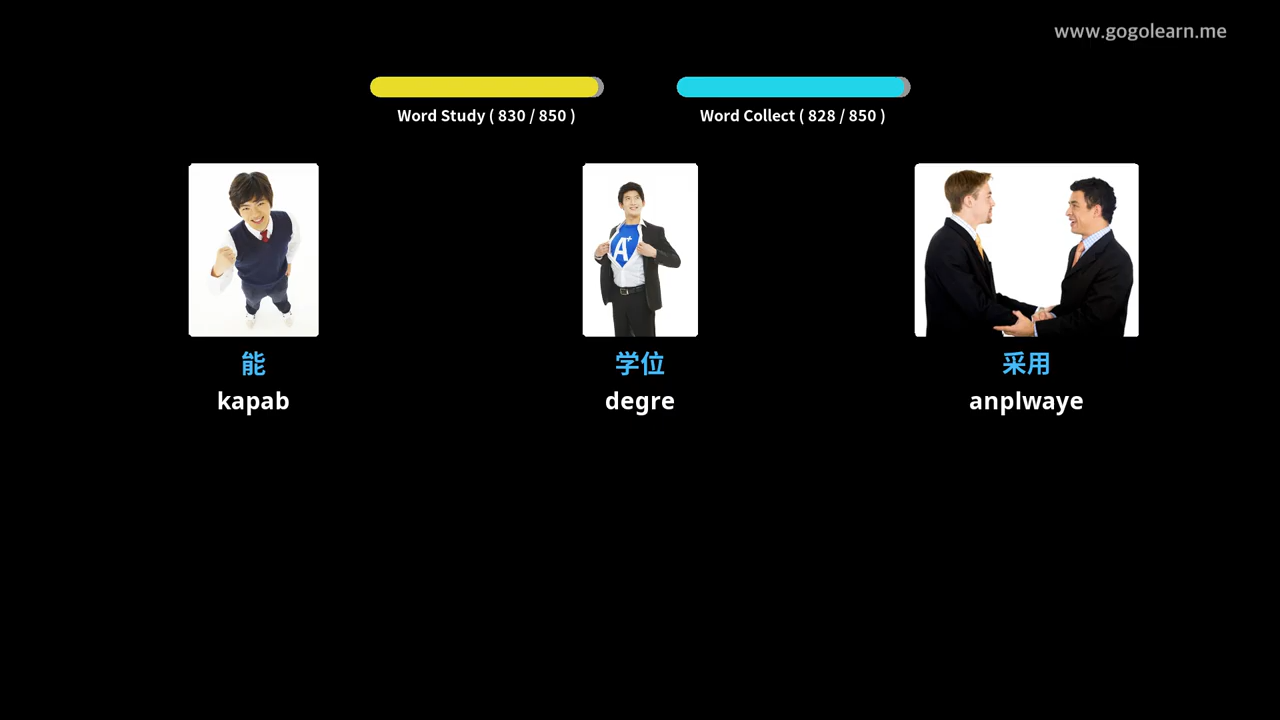 www.gogolearn.me
Word Study ( 830 / 850 )
Word Collect ( 828 / 850 )
A+
能
kapab
学位
degre
采用
anplwaye